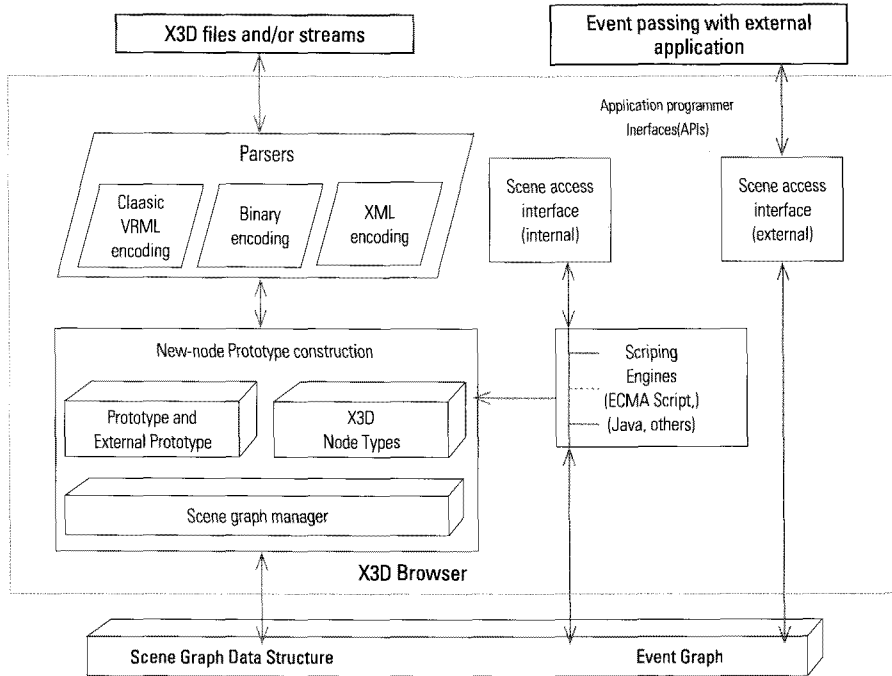 X3D files and/or streams
Event passing with external
application
Application programmer
Inerfaces(APIs)
Parsers
Claasic
VRML
encoding
Binary
encoding
XML
encoding
Scene access
interface
(internal)
Scene access
interface
(external)
New-node Prototype construction
Prototype and
External Prototype
X3D
Node Types
Scriping
Engines
(ECMA Script,)
(Java, others)
Scene graph manager
X3D Browser
Scene Graph Data Structure
Event Graph